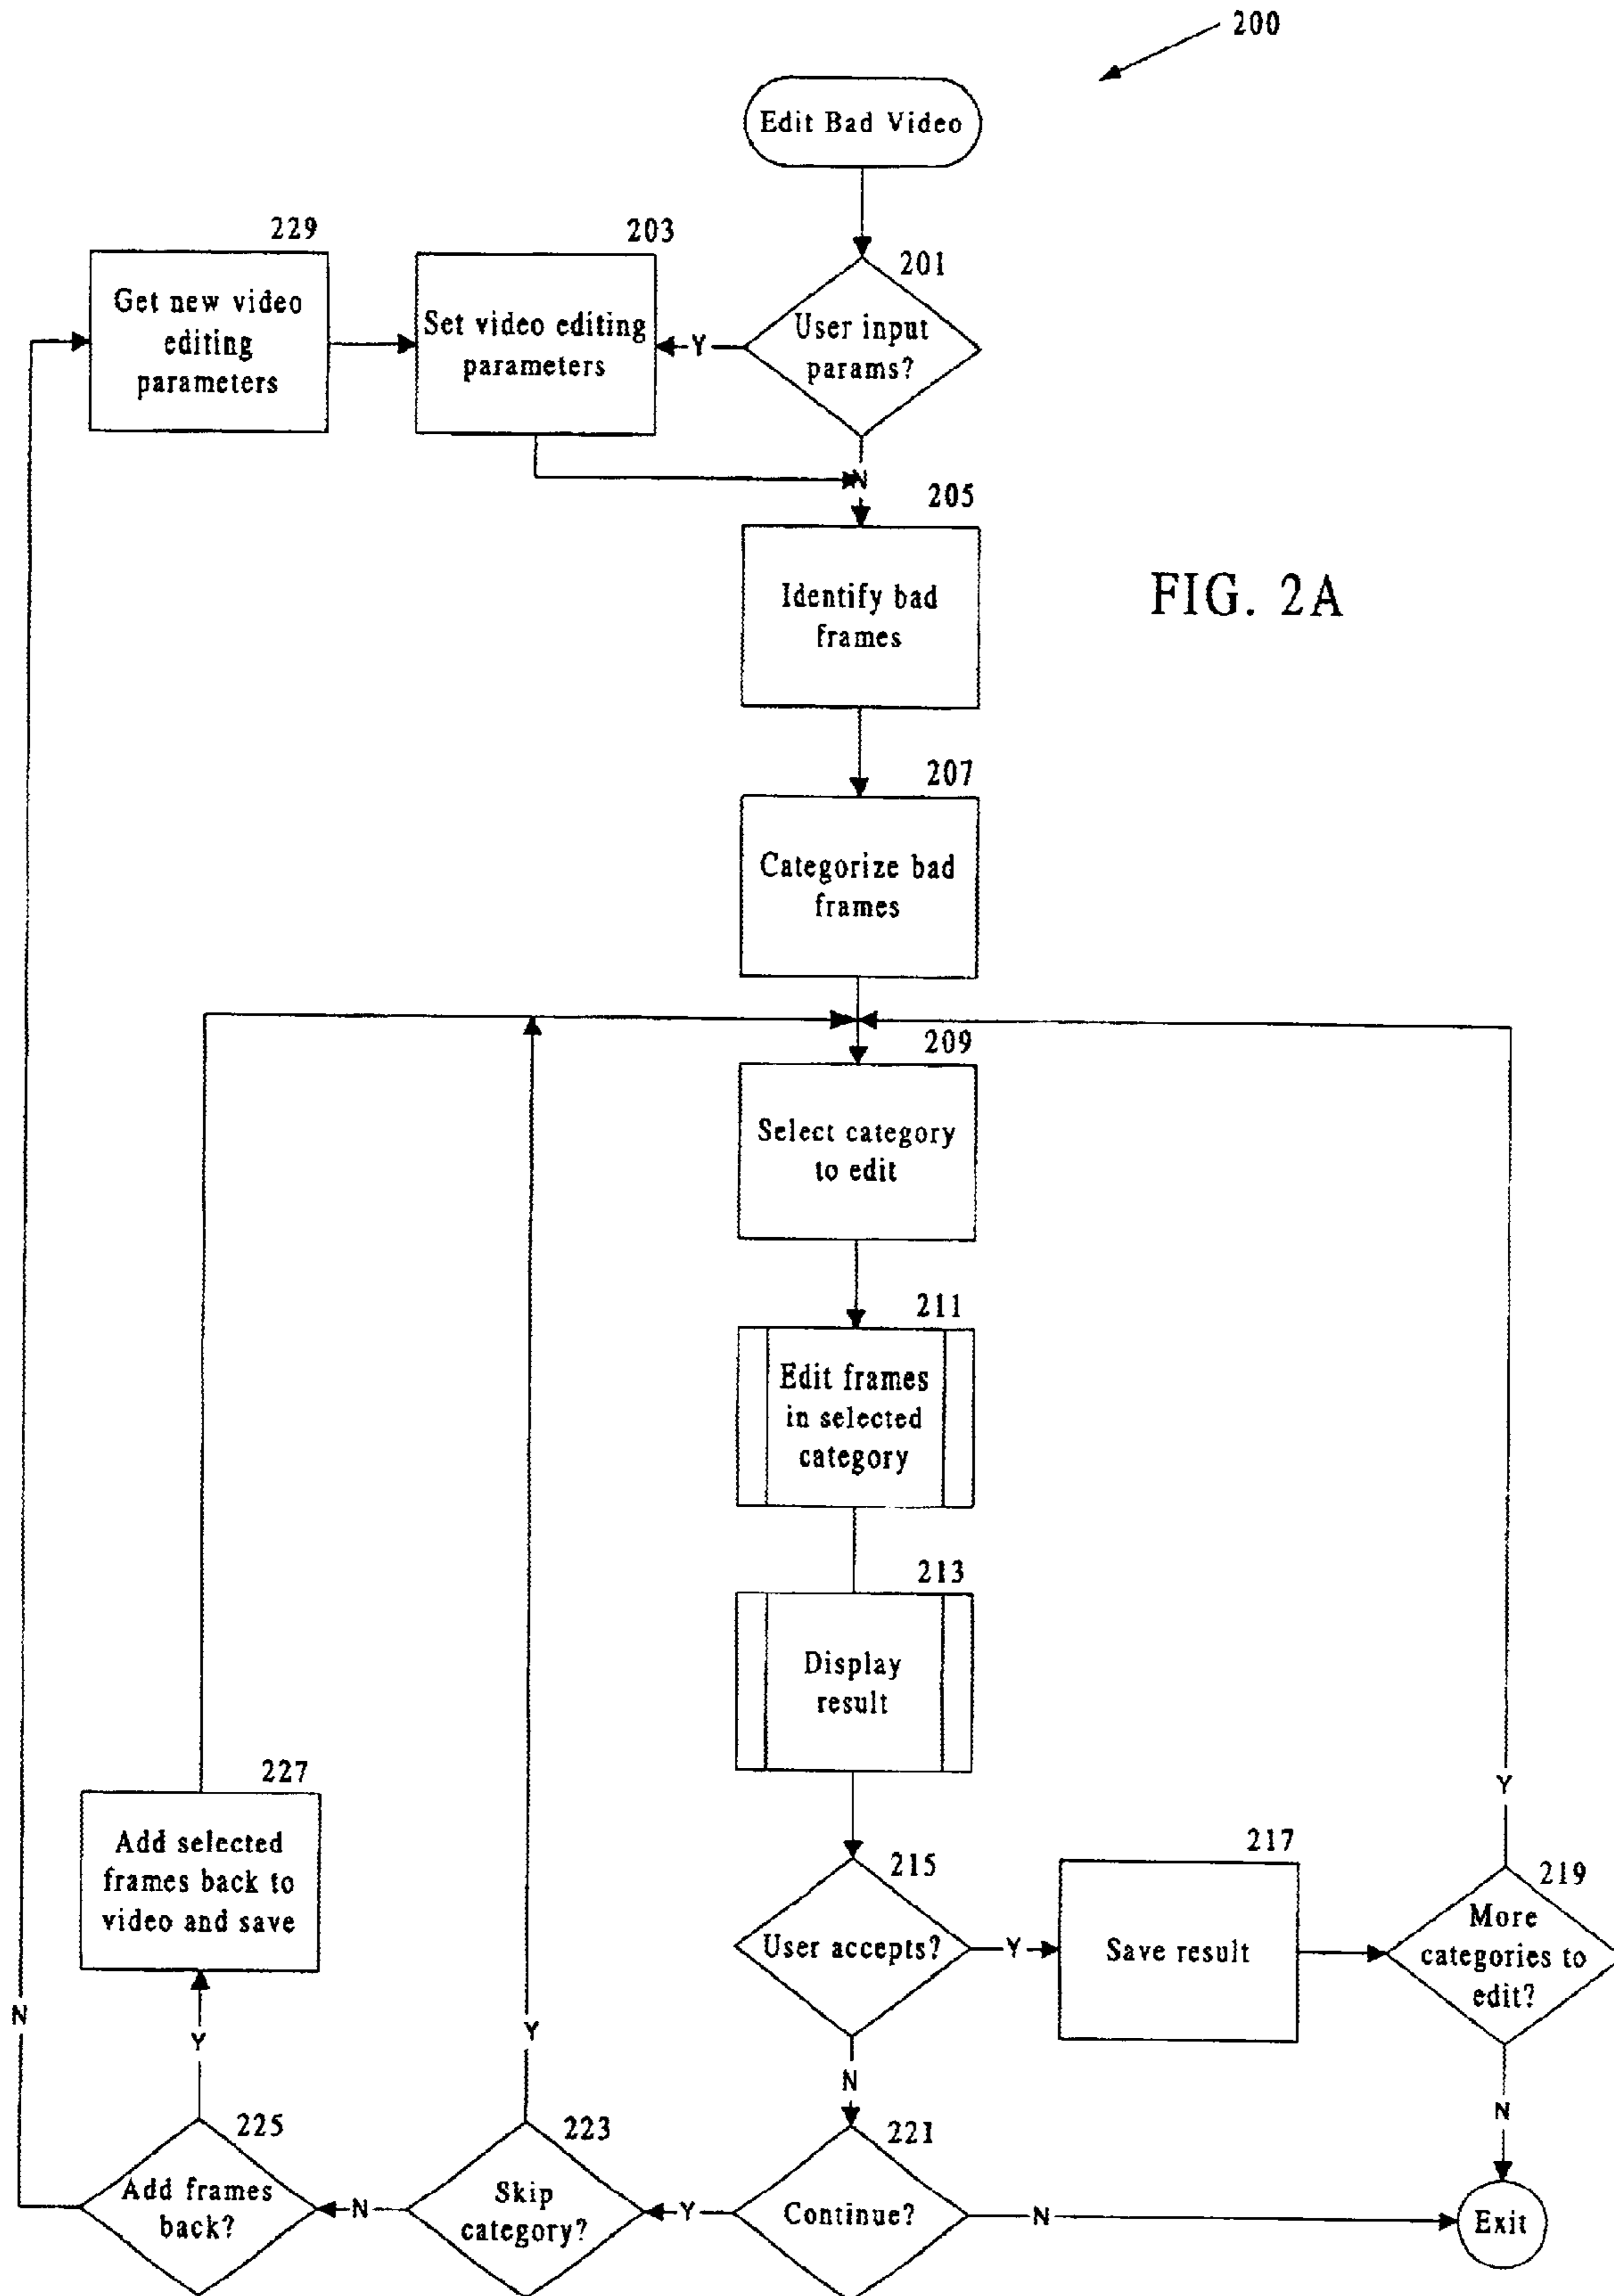 200
Edit Bad Video
229
203
201
Get new video
editing
parameters
Set video editing
parameters
Y
User input
params?
N
205
Identify bad
frames
FIG. 2A
207
Categorize bad
frames
209
Select category
to edit
211
Edit frames
in selected
category
213
Display
result
227
Add selected
frames back to
video and save
Y
215
User accepts?
Y
217
Save result
219
More
categories to
edit?
N
Y
Y
N
N
225
Add frames
back?
N
223
Skip
category?
Y
221
Continue?
N
Exit